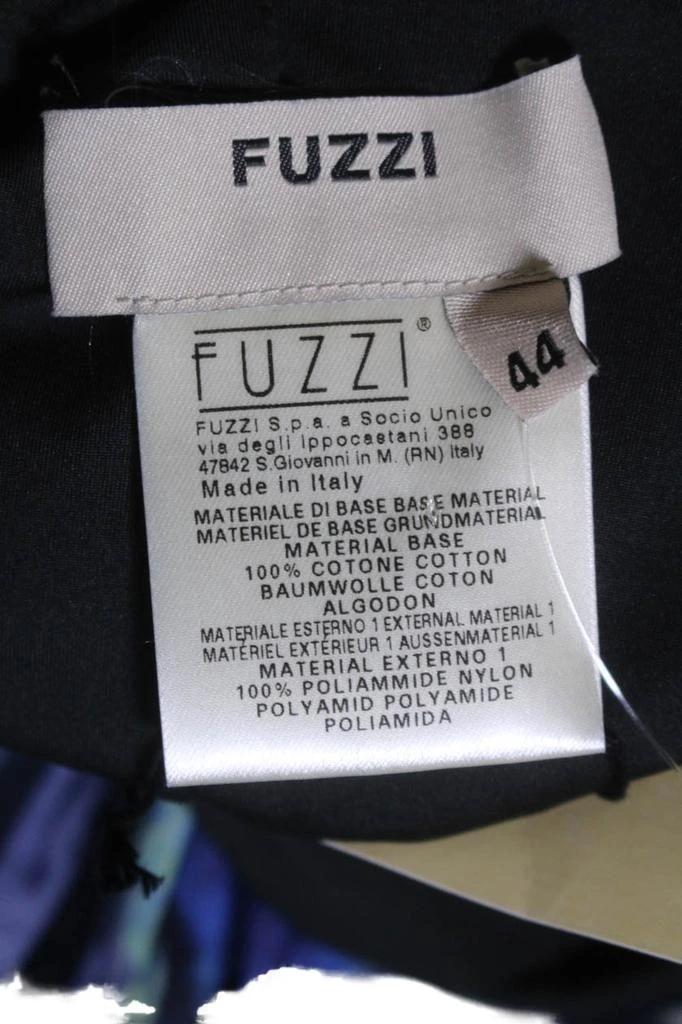 FUZZI
FUZZI®
44
FUZZI S.p.a. a Socio Unico
via degli Ippocastani 388
47842 S.Giovanni in M. (RN) Italy
Made in Italy
MATERIALE DI BASE BASE MATERIAL
MATERIEL DE BASE GRUNDMATERIAL
MATERIAL BASE
100% COTONE COTTON
BAUMWOLLE COTON
ALGODON
MATERIALE ESTERNO 1 EXTERNAL MATERIAL 1
MATÉRIEL EXTÉRIEUR 1 AUSSENMATERIAL 1
MATERIAL EXTERNO 1
100% POLIAMMIDE NYLON
POLYAMID POLYAMIDE
POLIAMIDA